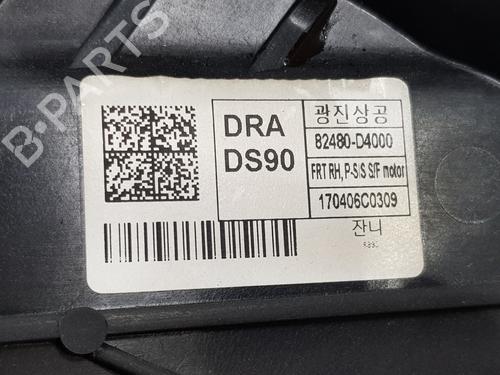 B-PARTS
DRA
DS90
광진상공
82480-D4000
FRT RH, P-S|S S/F motor
170406C0309
잔니